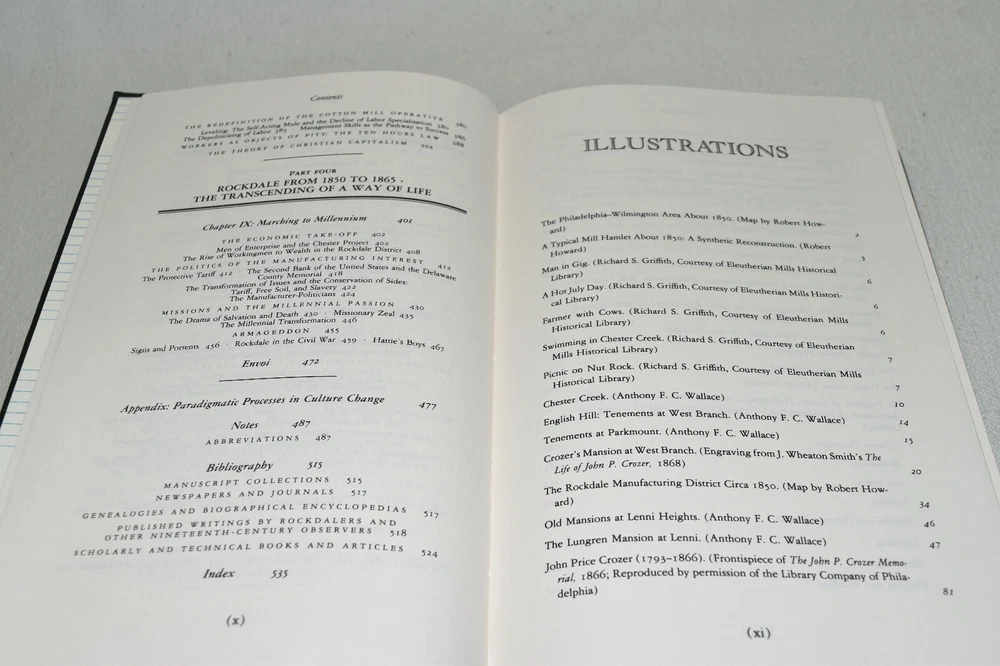 Contents
THE REDEFINITION OF THE COTTON MILL OPERATIVE 380
Leveling: The Self-Acting Mule and the Decline of Labor Specialization 380
The Depoliticizing of Labor 383 Management Skills as the Pathway to Success 386
WORKERS AS OBJECTS OF PITY: THE TEN HOURS LAW 388
THE THEORY OF CHRISTIAN CAPITALISM 394
PART FOUR
ROCKDALE FROM 1850 TO 1865 -
THE TRANSCENDING OF A WAY OF LIFE
Chapter IX: Marching to Millennium 401
THE ECONOMIC TAKE-OFF 402
Men of Enterprise and the Chester Project 402
The Rise of Workingmen to Wealth in the Rockdale District 408
THE POLITICS OF THE MANUFACTURING INTEREST 412
The Protective Tariff 412 · The Second Bank of the United States and the Delaware
County Memorial 418
The Transformation of Issues and the Conservation of Sides:
Tariff, Free Soil, and Slavery 422
The Manufacturer-Politicians 424
MISSIONS AND THE MILLENNIAL PASSION 430
The Drama of Salvation and Death 430 · Missionary Zeal 435
The Millennial Transformation 446
ARMAGEDDON 455
Signs and Portents 456 · Rockdale in the Civil War 459 · Hattie's Boys 467
Envoi 472
Appendix: Paradigmatic Processes in Culture Change 477
Notes 487
ABBREVIATIONS 487
Bibliography 515
MANUSCRIPT COLLECTIONS 515
NEWSPAPERS AND JOURNALS 517
GENEALOGIES AND BIOGRAPHICAL ENCYCLOPEDIAS 517
PUBLISHED WRITINGS BY ROCKDALERS AND
OTHER NINETEENTH-CENTURY OBSERVERS 518
SCHOLARLY AND TECHNICAL BOOKS AND ARTICLES 524
Index 535
(x)
ILLUSTRATIONS
The Philadelphia–Wilmington Area About 1850. (Map by Robert How-
ard) 2
A Typical Mill Hamlet About 1850: A Synthetic Reconstruction. (Robert
Howard) 3
Man in Gig. (Richard S. Griffith, Courtesy of Eleutherian Mills Historical
Library) 6
A Hot July Day. (Richard S. Griffith, Courtesy of Eleutherian Mills Histori-
cal Library) 6
Farmer with Cows. (Richard S. Griffith, Courtesy of Eleutherian Mills
Historical Library) 6
Swimming in Chester Creek. (Richard S. Griffith, Courtesy of Eleutherian
Mills Historical Library) 7
Picnic on Nut Rock. (Richard S. Griffith, Courtesy of Eleutherian Mills
Historical Library) 7
Chester Creek. (Anthony F. C. Wallace) 10
English Hill: Tenements at West Branch. (Anthony F. C. Wallace) 14
Tenements at Parkmount. (Anthony F. C. Wallace) 15
Crozer's Mansion at West Branch. (Engraving from J. Wheaton Smith's The
Life of John P. Crozer, 1868) 20
The Rockdale Manufacturing District Circa 1850. (Map by Robert How-
ard) 34
Old Mansions at Lenni Heights. (Anthony F. C. Wallace) 46
The Lungren Mansion at Lenni. (Anthony F. C. Wallace) 47
John Price Crozer (1793–1866). (Frontispiece of The John P. Crozer Memo-
rial, 1866; Reproduced by permission of the Library Company of Phila-
delphia) 81
(xi)